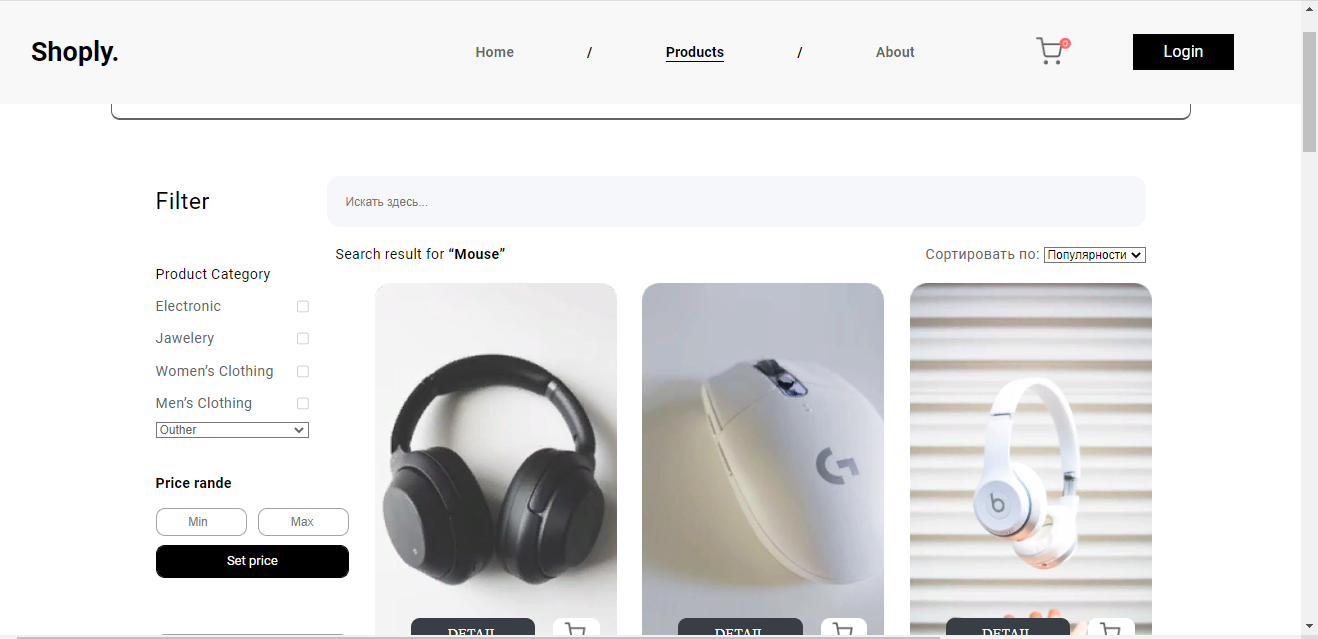 Shoply.
Home / Products / About
0
Login
Filter
Искать здесь...
Search result for “Mouse”
Сортировать по: Популярности
Product Category
Electronic
Jawelery
Women’s Clothing
Men’s Clothing
Outher
Price rande
Min Max
Set price
DETAIL
DETAIL
DETAIL